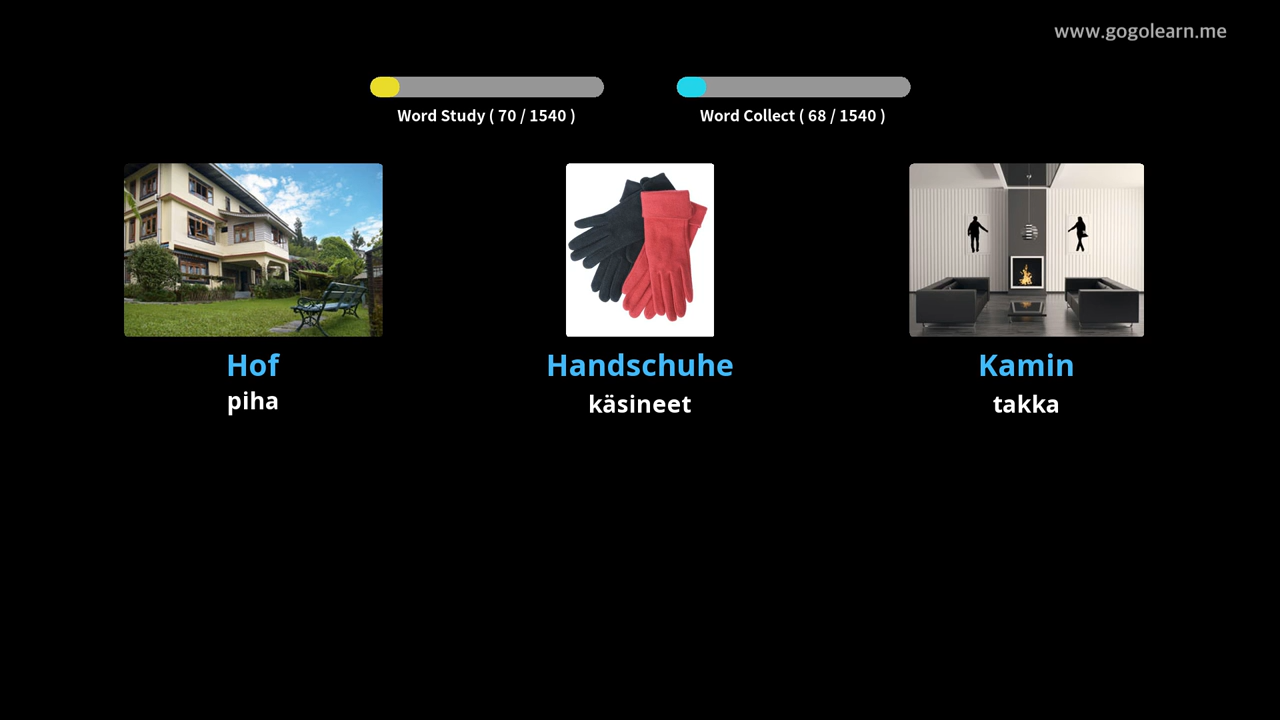 www.gogolearn.me
Word Study ( 70 / 1540 )
Word Collect ( 68 / 1540 )
Hof
piha
Handschuhe
käsineet
Kamin
takka